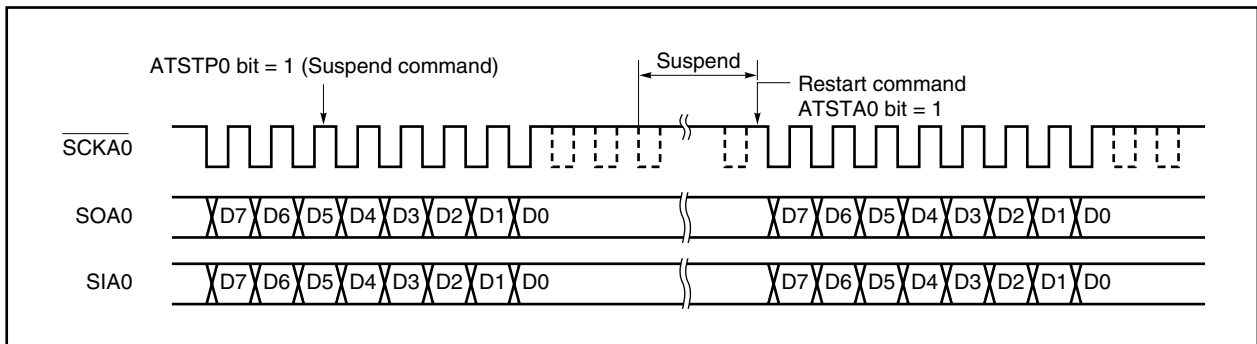 ATSTP0 bit = 1 (Suspend command)
Suspend
Restart command
ATSTA0 bit = 1
SCKA0
SOA0 D7 D6 D5 D4 D3 D2 D1 D0 D7 D6 D5 D4 D3 D2 D1 D0
SIA0 D7 D6 D5 D4 D3 D2 D1 D0 D7 D6 D5 D4 D3 D2 D1 D0